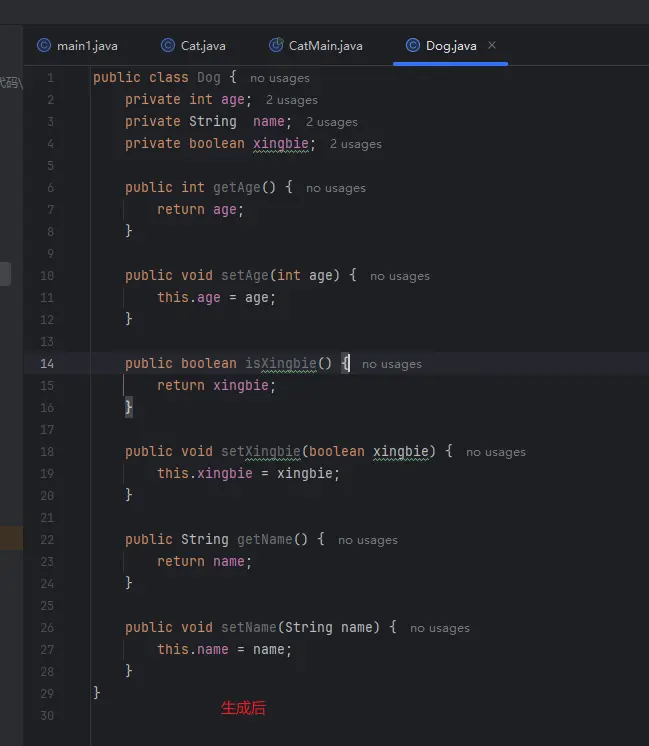 main1.java Cat.java CatMain.java Dog.java
代码\
1 public class Dog { no usages
2 private int age; 2 usages
3 private String name; 2 usages
4 private boolean xingbie; 2 usages
5
6 public int getAge() { no usages
7 return age;
8 }
9
10 public void setAge(int age) { no usages
11 this.age = age;
12 }
13
14 public boolean isXingbie() { no usages
15 return xingbie;
16 }
17
18 public void setXingbie(boolean xingbie) { no usages
19 this.xingbie = xingbie;
20 }
21
22 public String getName() { no usages
23 return name;
24 }
25
26 public void setName(String name) { no usages
27 this.name = name;
28 }
29 }
30
生成后